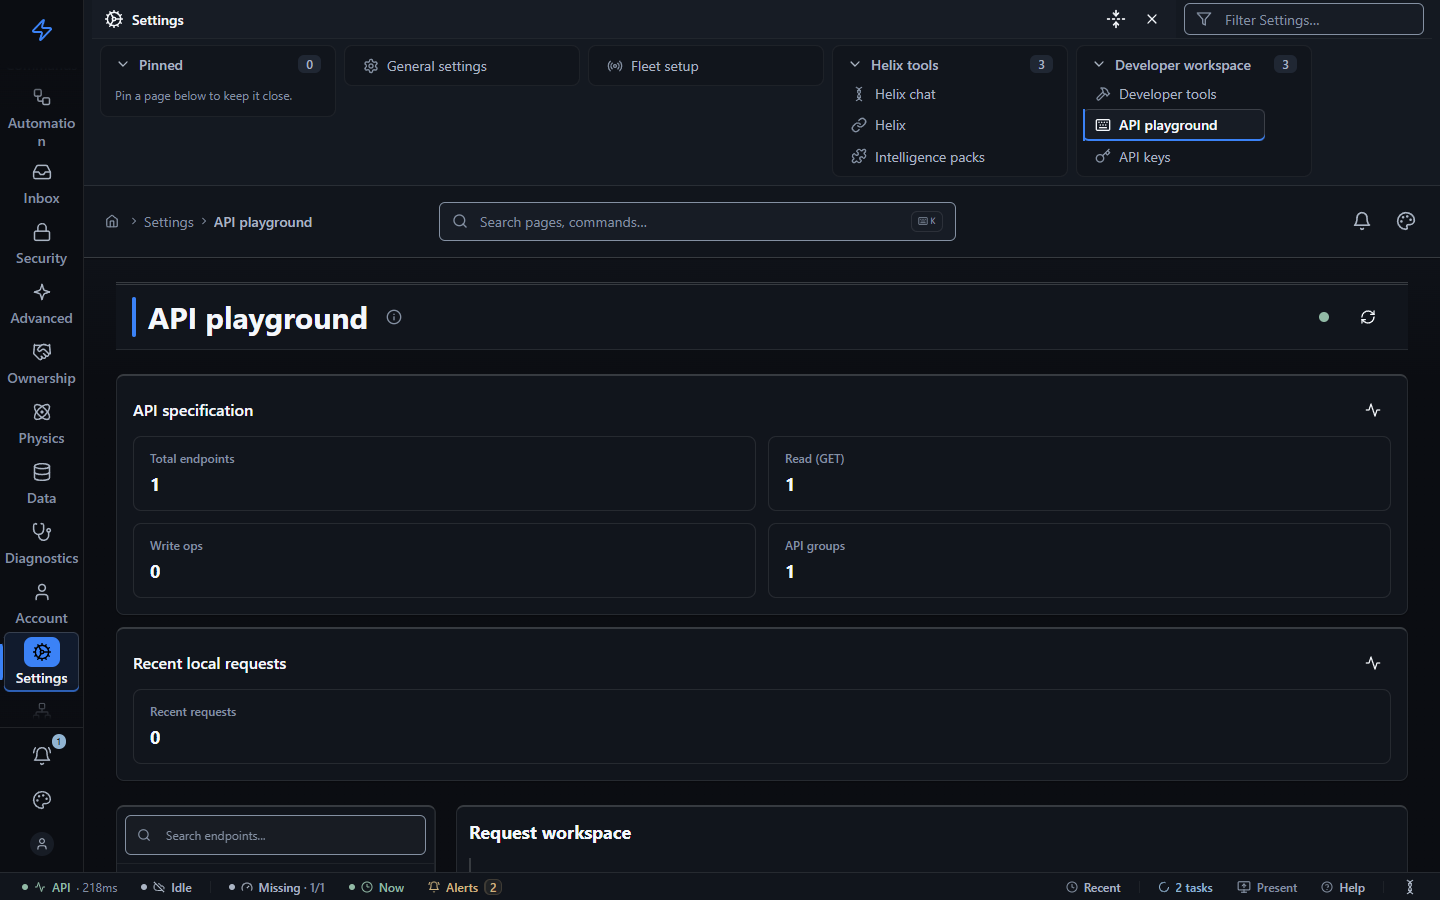 Settings
Filter Settings...
Pinned 0
Pin a page below to keep it close.
General settings
Fleet setup
Helix tools 3
Helix chat
Helix
Intelligence packs
Developer workspace 3
Developer tools
API playground
API keys
Automatio
n
Inbox
Security
Advanced
Ownership
Physics
Data
Diagnostics
Account
Settings
1
Settings
API playground
Search pages, commands...
K
API playground
API specification
Total endpoints
1
Read (GET)
1
Write ops
0
API groups
1
Recent local requests
Recent requests
0
Search endpoints...
Request workspace
API · 218ms
Idle
Missing · 1/1
Now
Alerts 2
Recent
2 tasks
Present
Help